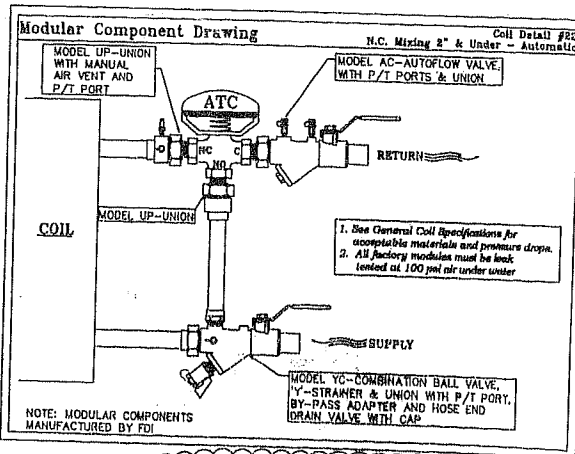 Modular Component Drawing
Coil Detail #22
N.C. Mixing 2" & Under - Automatic
MODEL UP-UNION
WITH MANUAL
AIR VENT AND
P/T PORT
MODEL AC-AUTOFLOW VALVE,
WITH P/T PORTS & UNION
ATC
NC
C
NO
RETURN
COIL
MODEL UP-UNION
1. See General Coil Specifications for
acceptable materials and pressure drops.
2. All factory modules must be leak
tested at 100 psi air under water
SUPPLY
MODEL YC-COMBINATION BALL VALVE,
'Y'-STRAINER & UNION WITH P/T PORT,
BY-PASS ADAPTER AND HOSE END
DRAIN VALVE WITH CAP
NOTE: MODULAR COMPONENTS
MANUFACTURED BY FDI